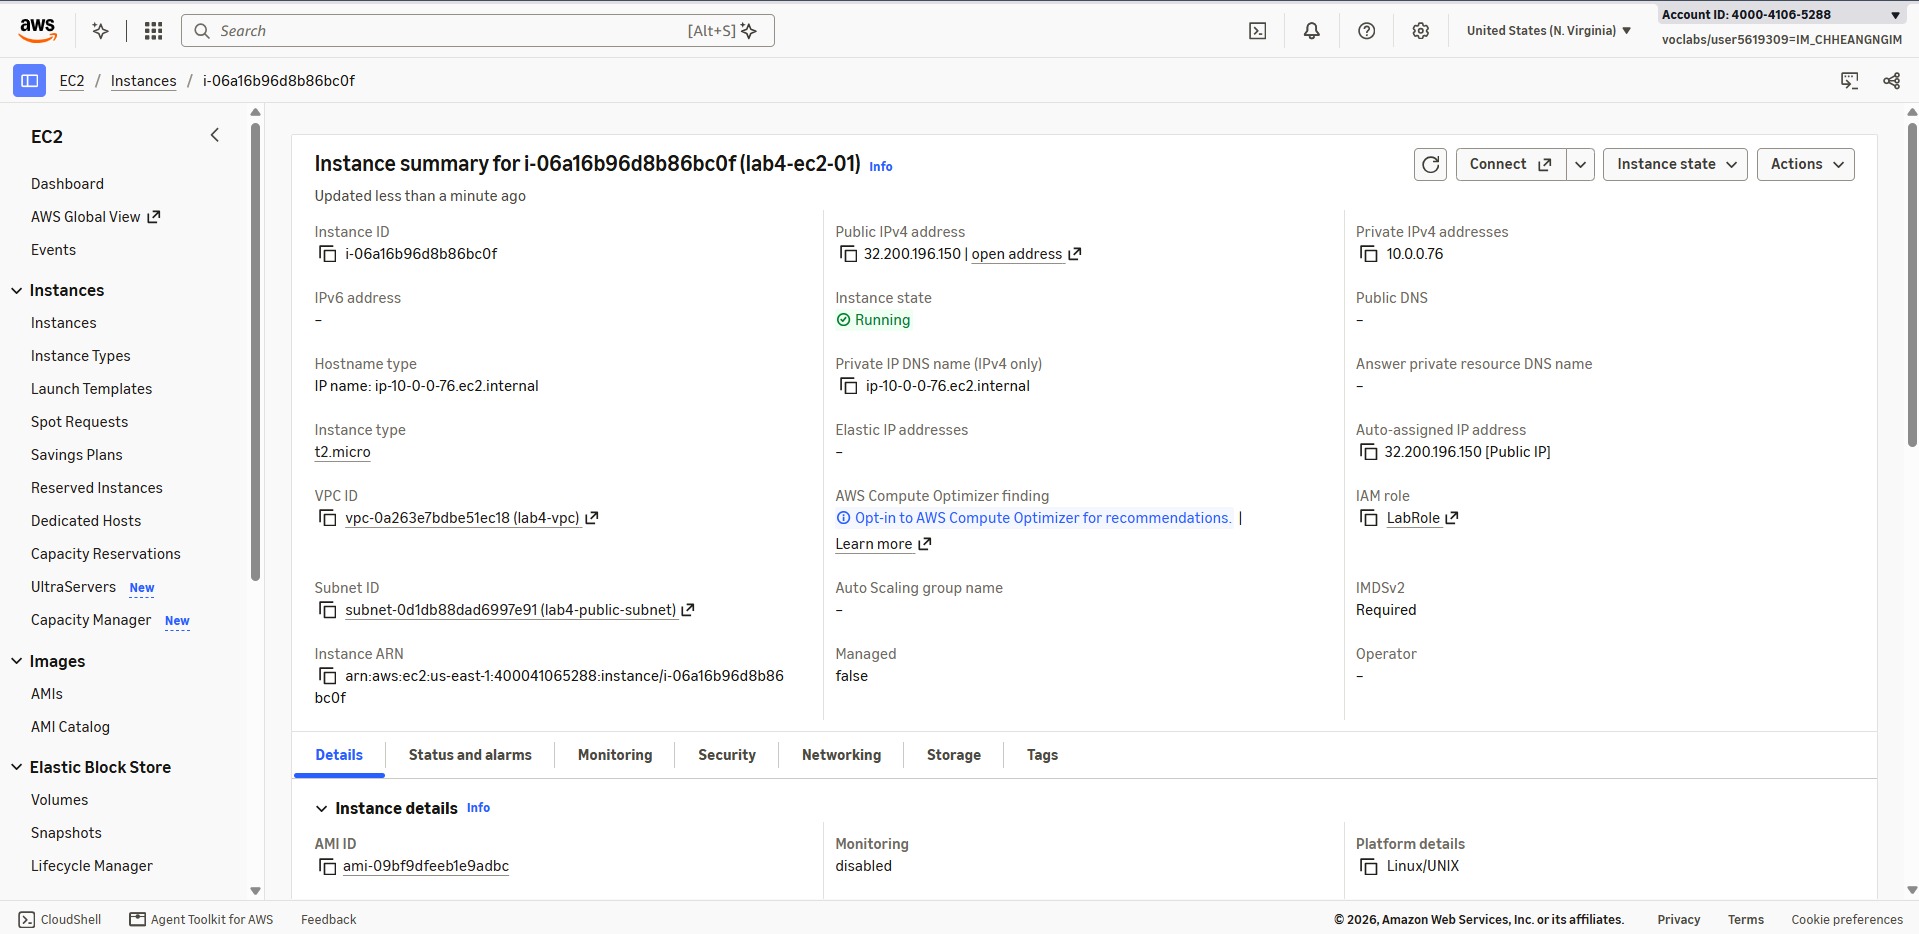 aws
Search
[Alt+S]
United States (N. Virginia)
Account ID: 4000-4106-5288
voclabs/user5619309=IM_CHHEANGNGIM
EC2 / Instances / i-06a16b96d8b86bc0f
EC2
Dashboard
AWS Global View
Events
Instances
Instances
Instance Types
Launch Templates
Spot Requests
Savings Plans
Reserved Instances
Dedicated Hosts
Capacity Reservations
UltraServers New
Capacity Manager New
Images
AMIs
AMI Catalog
Elastic Block Store
Volumes
Snapshots
Lifecycle Manager
Instance summary for i-06a16b96d8b86bc0f (lab4-ec2-01) Info
Updated less than a minute ago
Connect
Instance state
Actions
Instance ID
i-06a16b96d8b86bc0f
Public IPv4 address
32.200.196.150 | open address
Private IPv4 addresses
10.0.0.76
IPv6 address
–
Instance state
Running
Public DNS
–
Hostname type
IP name: ip-10-0-0-76.ec2.internal
Private IP DNS name (IPv4 only)
ip-10-0-0-76.ec2.internal
Answer private resource DNS name
–
Instance type
t2.micro
Elastic IP addresses
–
Auto-assigned IP address
32.200.196.150 [Public IP]
VPC ID
vpc-0a263e7bdbe51ec18 (lab4-vpc)
AWS Compute Optimizer finding
Opt-in to AWS Compute Optimizer for recommendations. |
Learn more
IAM role
LabRole
Subnet ID
subnet-0d1db88dad6997e91 (lab4-public-subnet)
Auto Scaling group name
–
IMDSv2
Required
Instance ARN
arn:aws:ec2:us-east-1:400041065288:instance/i-06a16b96d8b86
bc0f
Managed
false
Operator
–
Details
Status and alarms
Monitoring
Security
Networking
Storage
Tags
Instance details Info
AMI ID
ami-09bf9dfeeb1e9adbc
Monitoring
disabled
Platform details
Linux/UNIX
CloudShell
Agent Toolkit for AWS
Feedback
© 2026, Amazon Web Services, Inc. or its affiliates.
Privacy
Terms
Cookie preferences